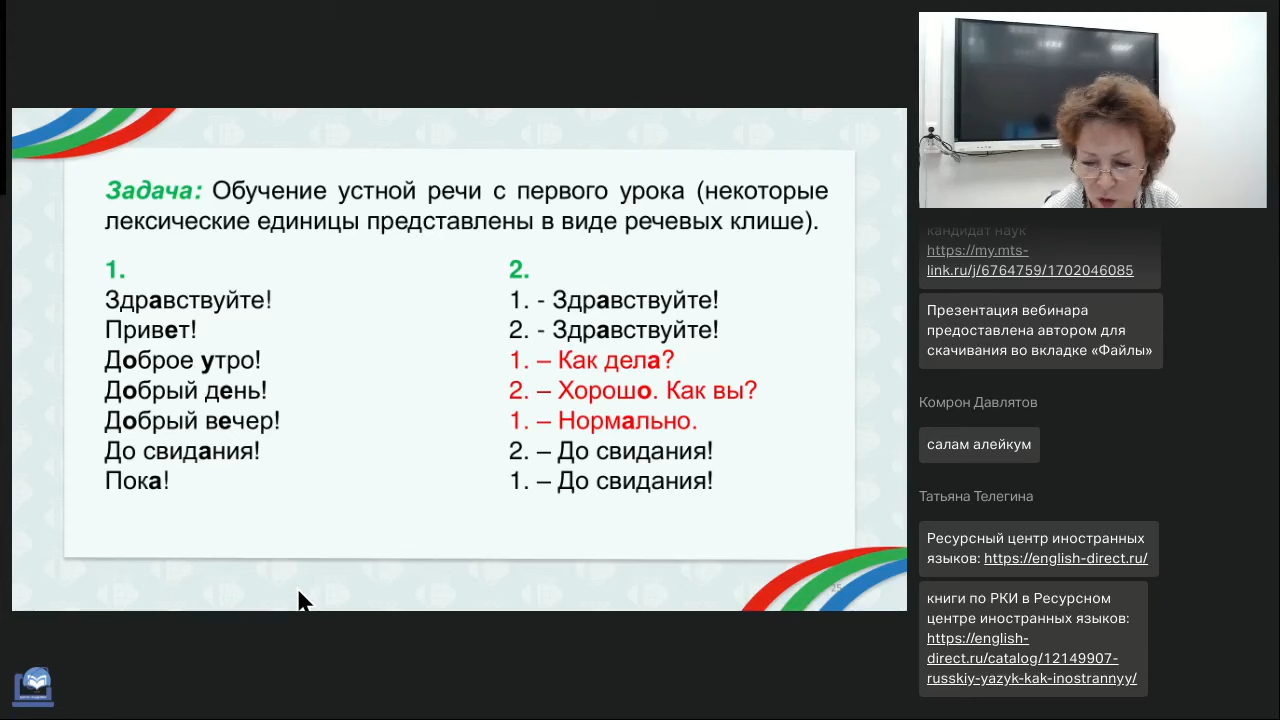 Задача: Обучение устной речи с первого урока (некоторые
лексические единицы представлены в виде речевых клише).
1.
Здравствуйте!
Привет!
Доброе утро!
Добрый день!
Добрый вечер!
До свидания!
Пока!
2.
1. - Здравствуйте!
2. - Здравствуйте!
1. – Как дела?
2. – Хорошо. Как вы?
1. – Нормально.
2. – До свидания!
1. – До свидания!
25
кандидат наук
https://my.mts-
link.ru/j/6764759/1702046085
Презентация вебинара
предоставлена автором для
скачивания во вкладке «Файлы»
Комрон Давлятов
салам алейкум
Татьяна Телегина
Ресурсный центр иностранных
языков: https://english-direct.ru/
книги по РКИ в Ресурсном
центре иностранных языков:
https://english-
direct.ru/catalog/12149907-
russkiy-yazyk-kak-inostrannyy/